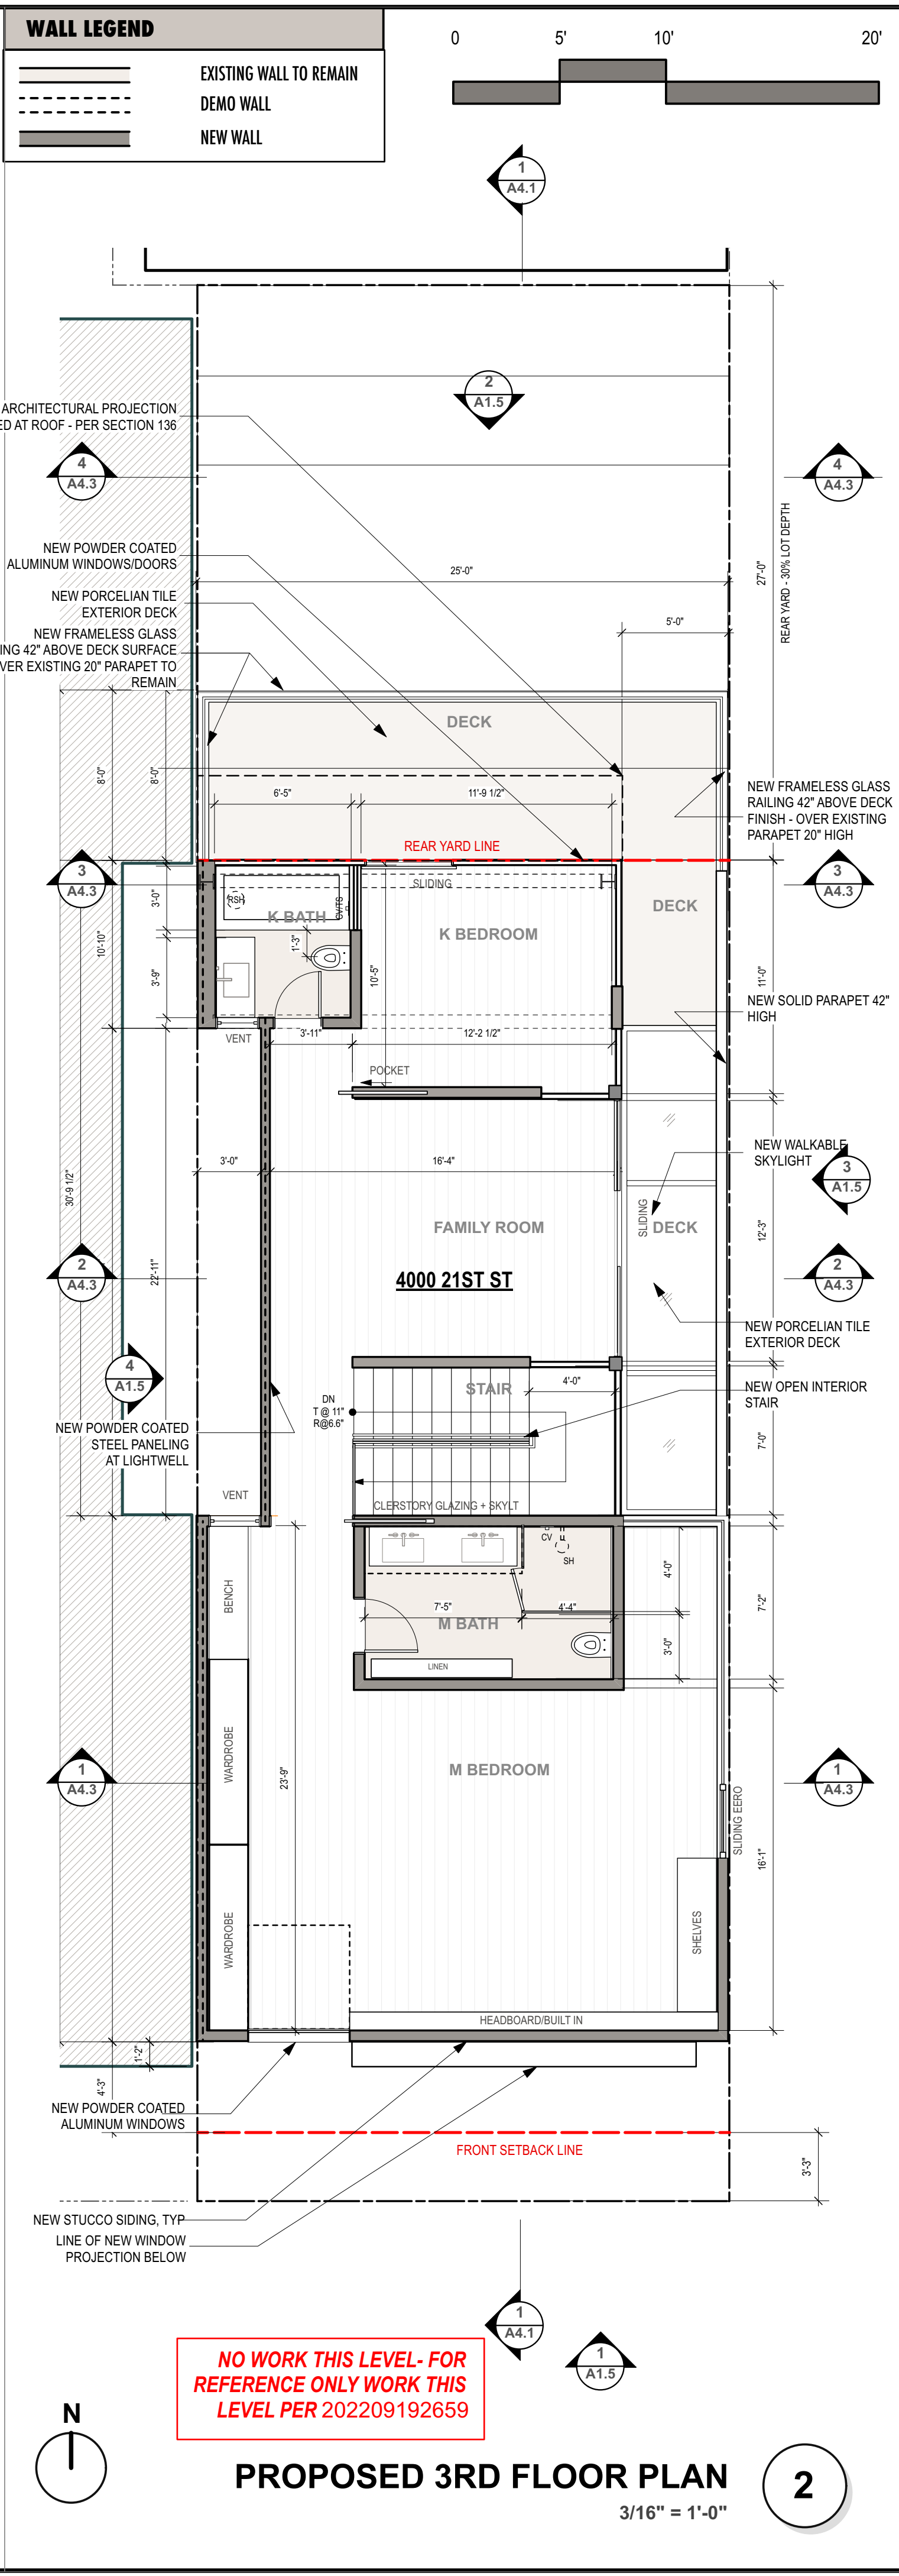 WALL LEGEND
EXISTING WALL TO REMAIN
DEMO WALL
NEW WALL
0 5' 10' 20'
1
A4.1
2
A1.5
ARCHITECTURAL PROJECTION
ED AT ROOF - PER SECTION 136
4
A4.3
4
A4.3
REAR YARD - 30% LOT DEPTH
27'-0"
NEW POWDER COATED
ALUMINUM WINDOWS/DOORS
25'-0"
NEW PORCELIAN TILE
EXTERIOR DECK
5'-0"
NEW FRAMELESS GLASS
ING 42" ABOVE DECK SURFACE
VER EXISTING 20" PARAPET TO
REMAIN
DECK
8'-0"
8'-0"
6'-5"
11'-9 1/2"
NEW FRAMELESS GLASS
RAILING 42" ABOVE DECK
FINISH - OVER EXISTING
PARAPET 20" HIGH
REAR YARD LINE
3
A4.3
3
A4.3
SLIDING
RSH
CV/TS
K BATH
K BEDROOM
DECK
3'-0"
10'-10"
3'-9"
1'-3"
10'-5"
11'-0"
NEW SOLID PARAPET 42"
HIGH
VENT
3'-11"
12'-2 1/2"
POCKET
3'-0"
16'-4"
NEW WALKABLE
SKYLIGHT
3
A1.5
30'-9 1/2"
22'-11"
FAMILY ROOM
SLIDING
DECK
12'-3"
4000 21ST ST
2
A4.3
2
A4.3
NEW PORCELIAN TILE
EXTERIOR DECK
4
A1.5
STAIR
4'-0"
DN
T @ 11"
R@6.6"
NEW OPEN INTERIOR
STAIR
NEW POWDER COATED
STEEL PANELING
AT LIGHTWELL
7'-0"
VENT
CLERSTORY GLAZING + SKYLT
CV
SH
BENCH
4'-0"
7'-5"
4'-4"
7'-2"
M BATH
3'-0"
LINEN
WARDROBE
23'-9"
M BEDROOM
1
A4.3
1
A4.3
SLIDING EERO
16'-1"
WARDROBE
SHELVES
HEADBOARD/BUILT IN
1'-2"
4'-3"
NEW POWDER COATED
ALUMINUM WINDOWS
FRONT SETBACK LINE
3'-3"
NEW STUCCO SIDING, TYP
LINE OF NEW WINDOW
PROJECTION BELOW
1
A4.1
1
A1.5
NO WORK THIS LEVEL- FOR
REFERENCE ONLY WORK THIS
LEVEL PER 202209192659
N
PROPOSED 3RD FLOOR PLAN
2
3/16" = 1'-0"